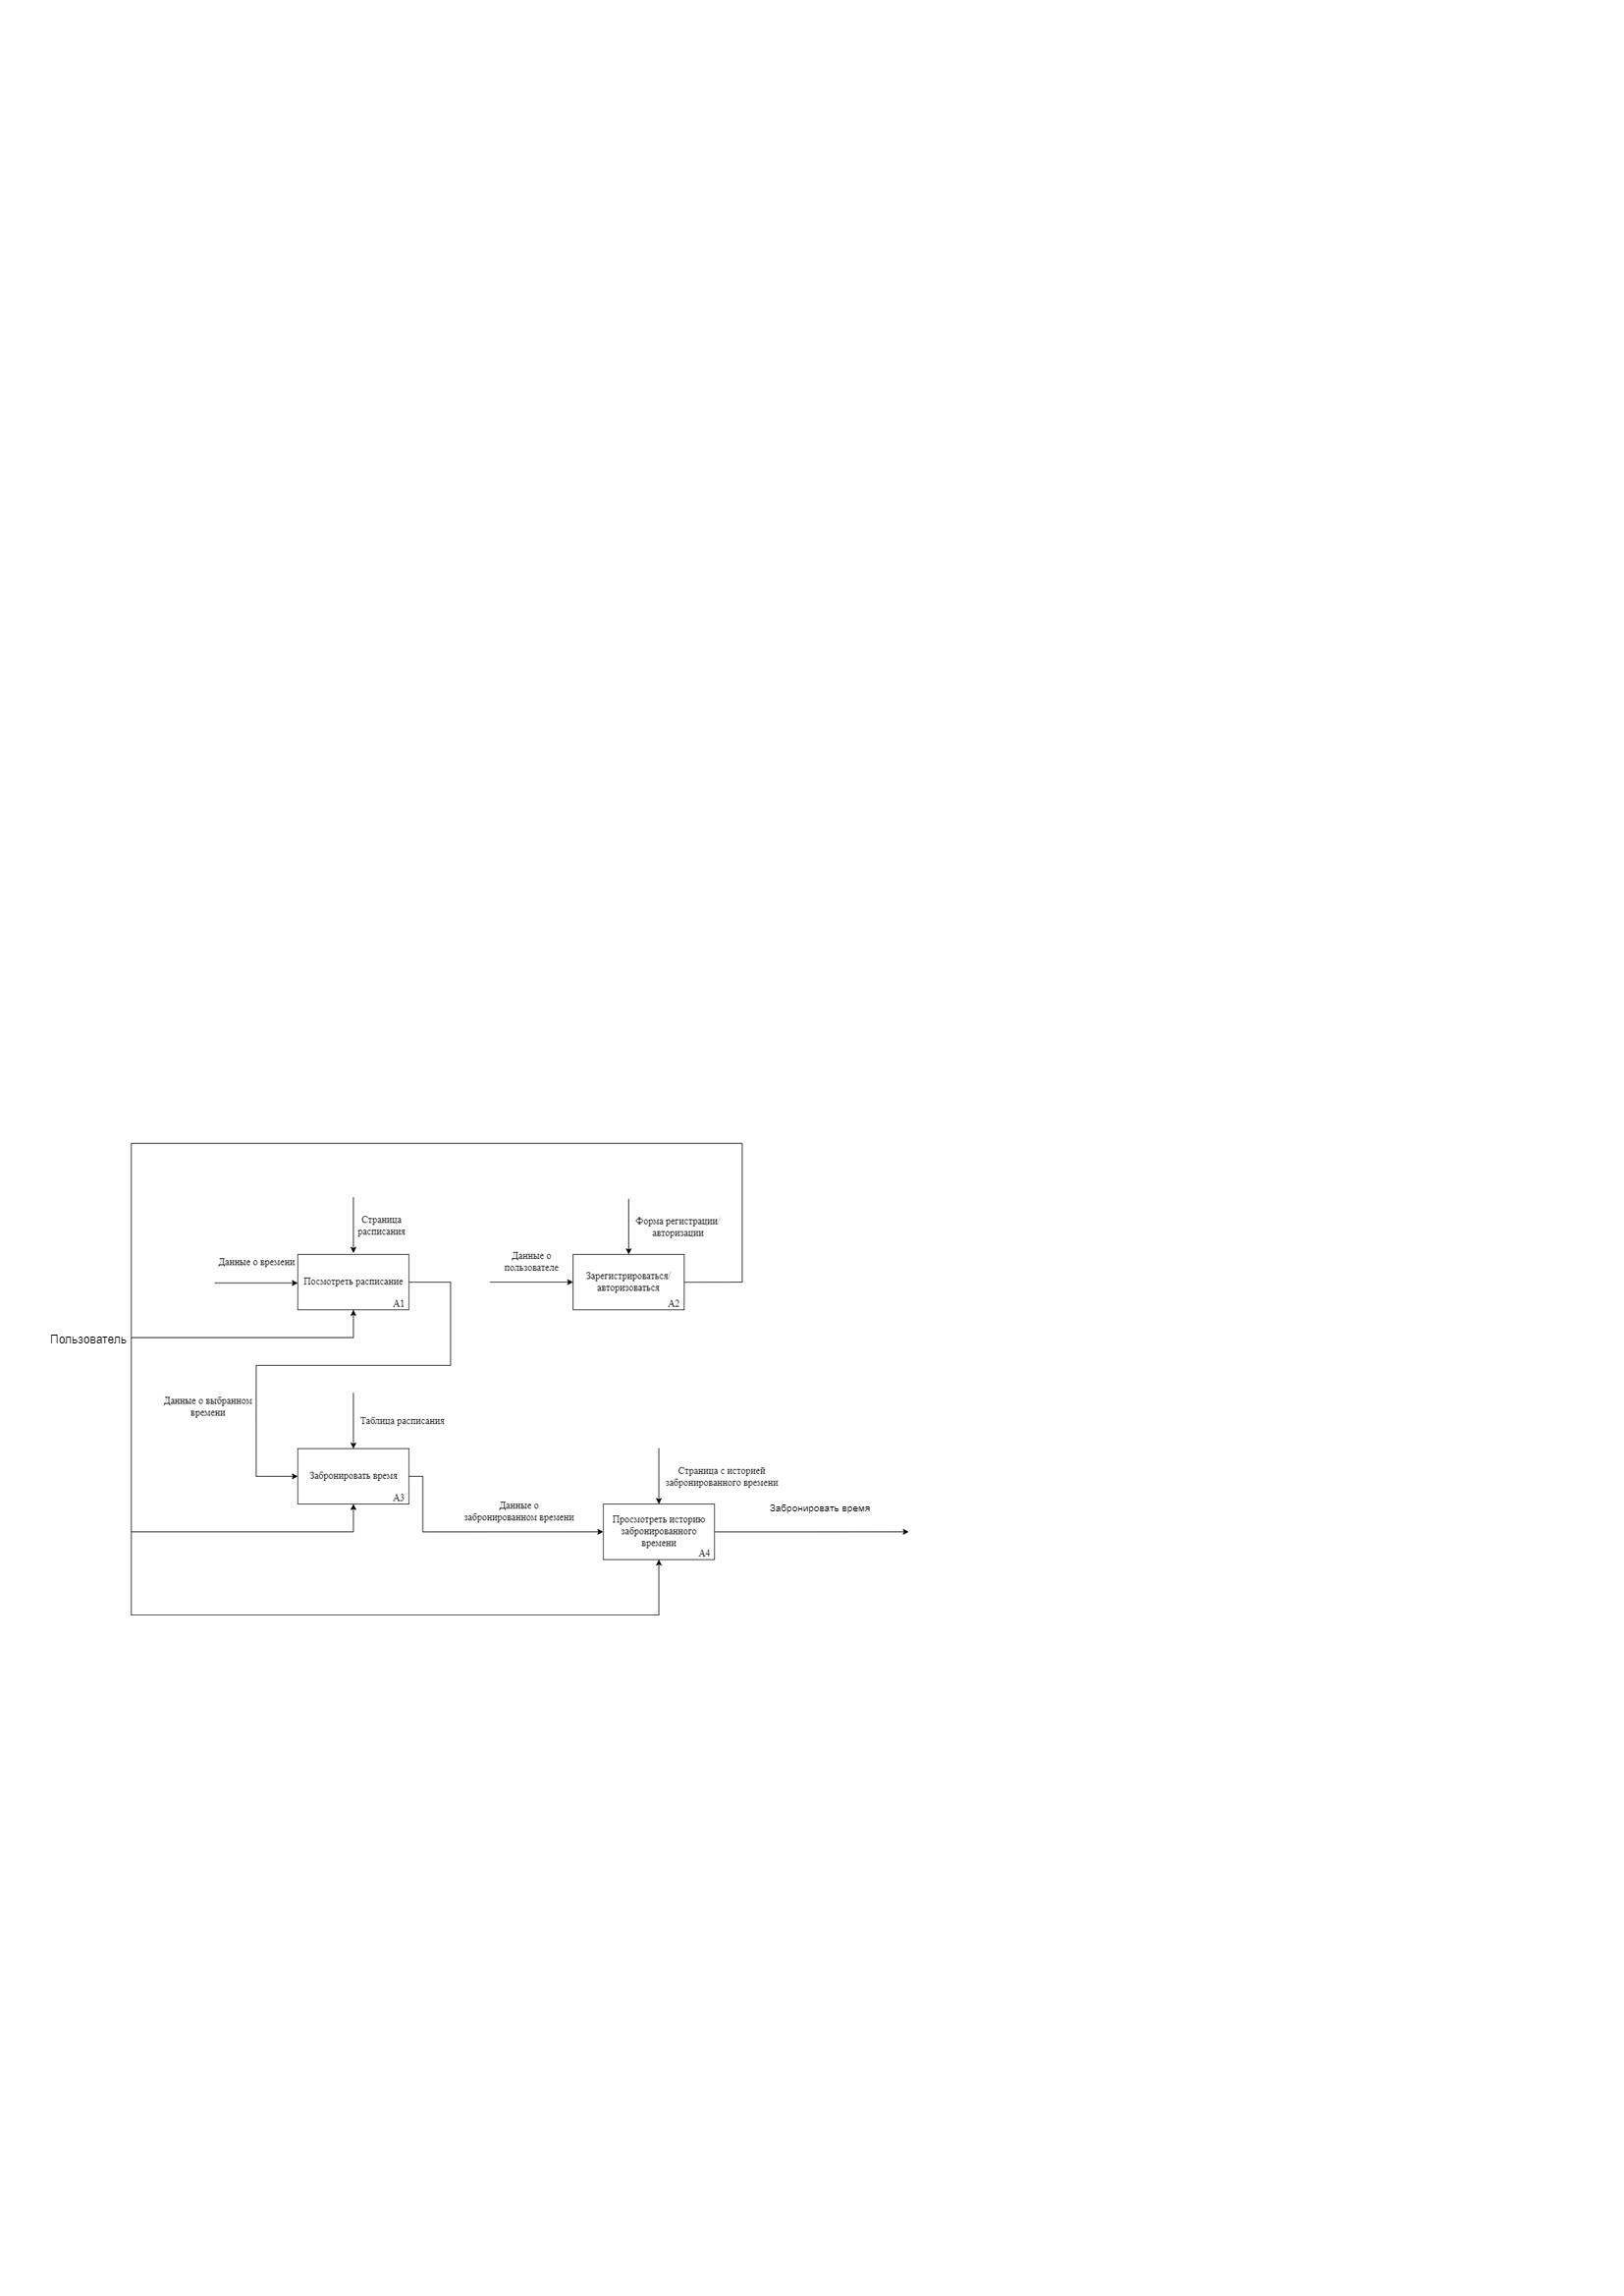 Страница
расписания
Форма регистрации/
авторизации
Данные о времени
Данные о
пользователе
Посмотреть расписание
A1
Зарегистрироваться/
авторизоваться
A2
Пользователь
Данные о выбранном
времени
Таблица расписания
Забронировать время
A3
Данные о
забронированном времени
Страница с историей
забронированного времени
Просмотреть историю
забронированного
времени
A4
Забронировать время